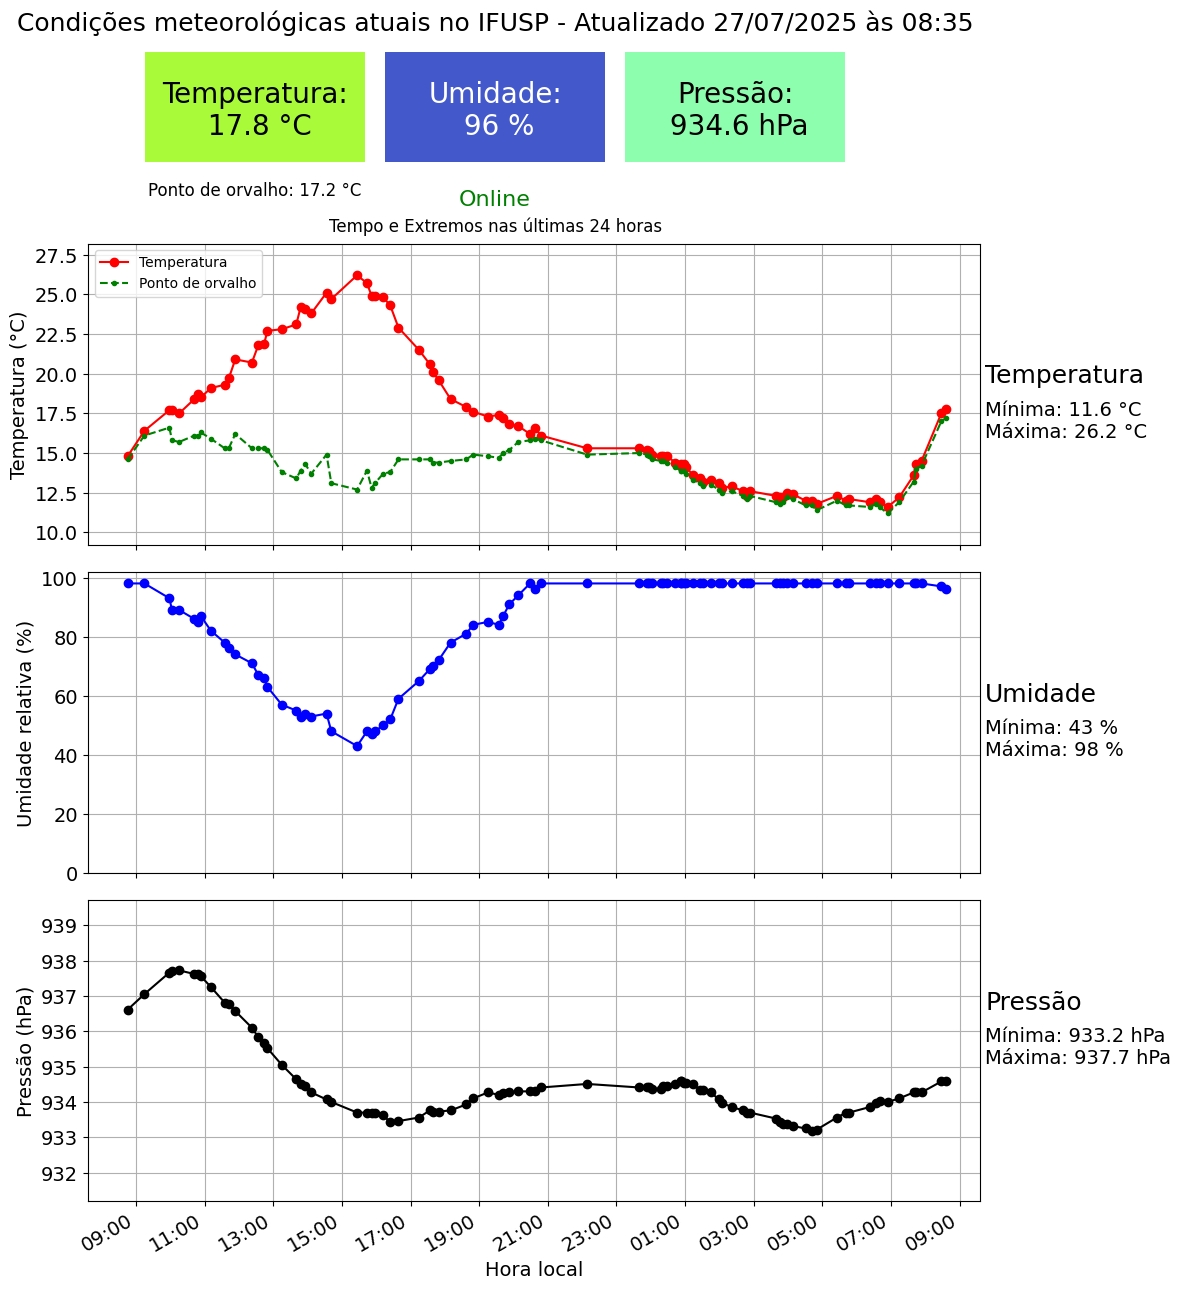 Condições meteorológicas atuais no IFUSP - Atualizado 27/07/2025 às 08:35
Temperatura:
17.8 °C
Umidade:
96 %
Pressão:
934.6 hPa
Ponto de orvalho: 17.2 °C
Online
Tempo e Extremos nas últimas 24 horas
Temperatura (°C)
27.5
25.0
22.5
20.0
17.5
15.0
12.5
10.0
Temperatura
Ponto de orvalho
Temperatura
Mínima: 11.6 °C
Máxima: 26.2 °C
Umidade relativa (%)
100
80
60
40
20
0
Umidade
Mínima: 43 %
Máxima: 98 %
Pressão (hPa)
939
938
937
936
935
934
933
932
Pressão
Mínima: 933.2 hPa
Máxima: 937.7 hPa
09:00 11:00 13:00 15:00 17:00 19:00 21:00 23:00 01:00 03:00 05:00 07:00 09:00
Hora local